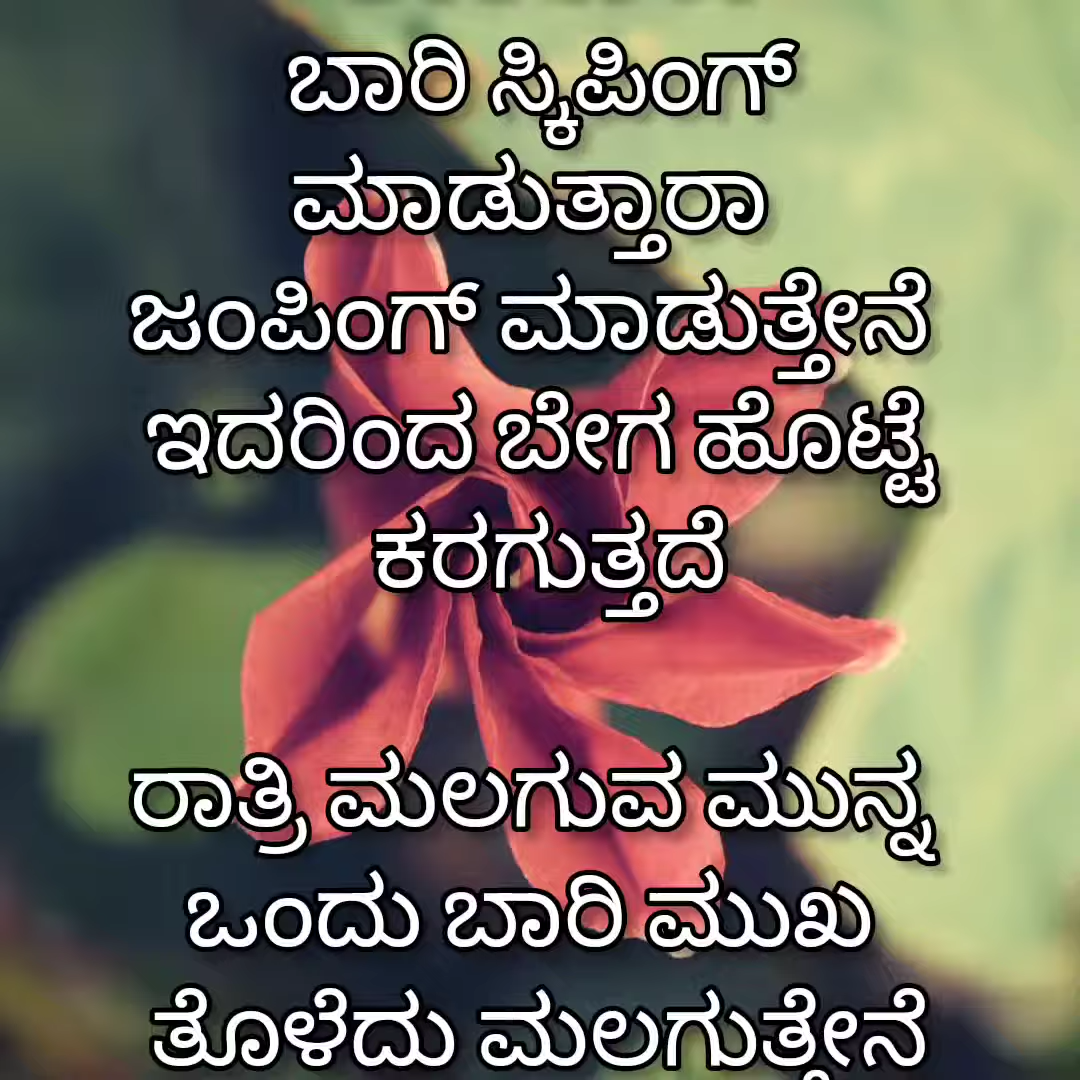 ಬಾರಿ ಸ್ಕಿಪಿಂಗ್
ಮಾಡುತ್ತಾರಾ
ಜಂಪಿಂಗ್ ಮಾಡುತ್ತೇನೆ
ಇದರಿಂದ ಬೇಗ ಹೊಟ್ಟೆ
ಕರಗುತ್ತದೆ
ರಾತ್ರಿ ಮಲಗುವ ಮುನ್ನ
ಒಂದು ಬಾರಿ ಮುಖ
ತೊಳೆದು ಮಲಗುತ್ತೇನೆ